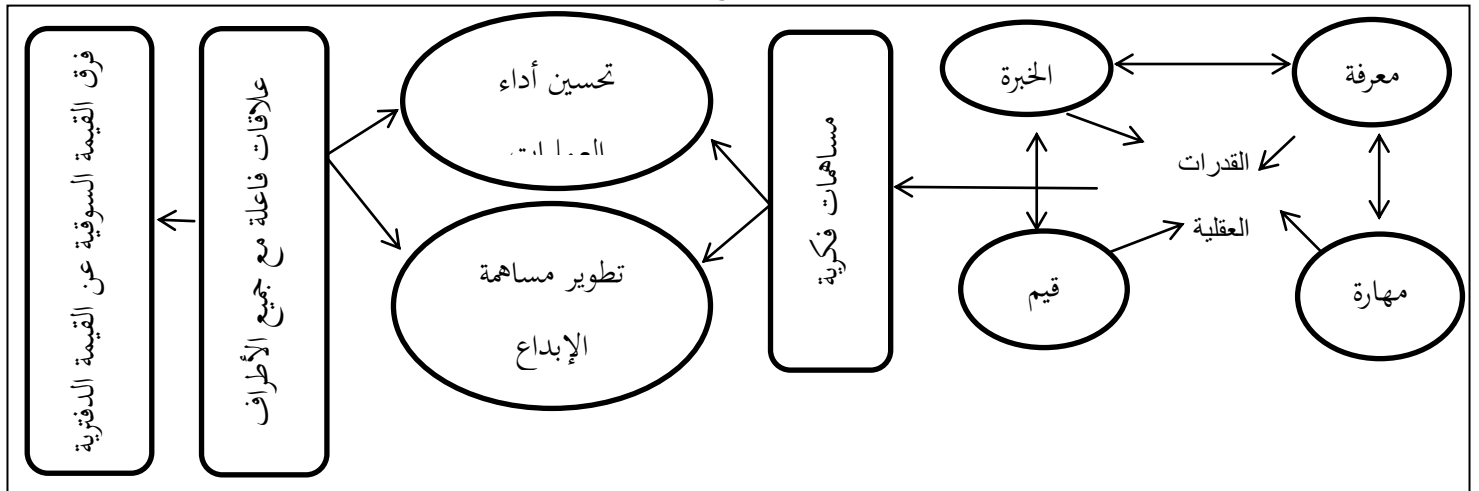 معرفة
الخبرة
القدرات
العقلية
مهارة
قيم
مساهمات فكرية
تحسين أداء
تطوير مساهمة
الإبداع
علاقات فاعلة مع جميع الأطراف
فرق القيمة السوقية عن القيمة الدفترية